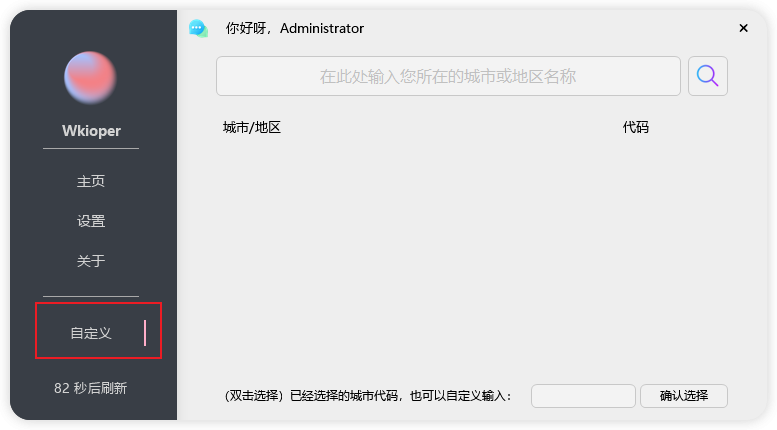 你好呀，Administrator
Wkioper
主页
设置
关于
自定义
82 秒后刷新
在此处输入您所在的城市或地区名称
城市/地区 代码
(双击选择) 已经选择的城市代码，也可以自定义输入：
确认选择